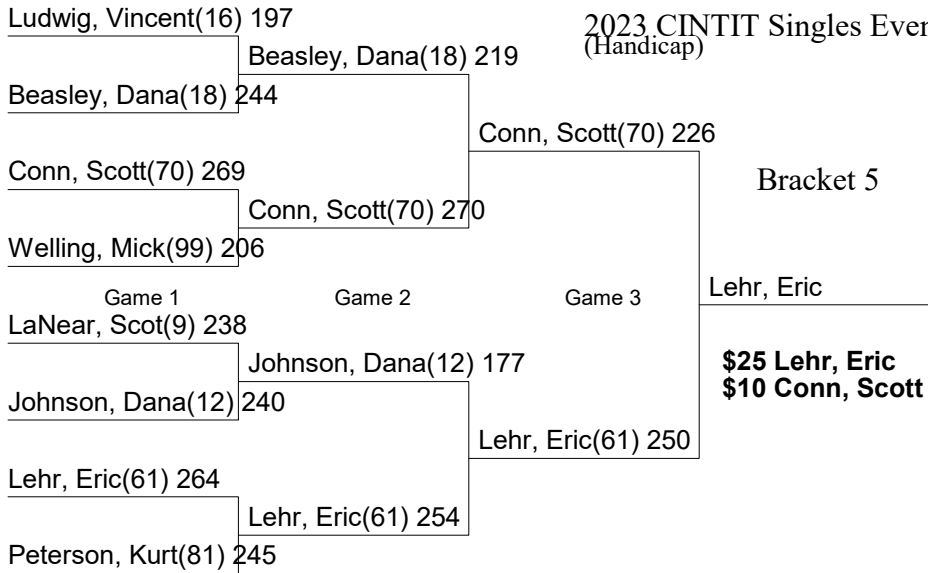 Ludwig, Vincent(16) 197
2023 CINTIT Singles Even
(Handicap)
Beasley, Dana(18) 219
Beasley, Dana(18) 244
Conn, Scott(70) 226
Conn, Scott(70) 269
Bracket 5
Conn, Scott(70) 270
Welling, Mick(99) 206
Game 1
Game 2
Game 3
Lehr, Eric
LaNear, Scot(9) 238
Johnson, Dana(12) 177
$25 Lehr, Eric
$10 Conn, Scott
Johnson, Dana(12) 240
Lehr, Eric(61) 250
Lehr, Eric(61) 264
Lehr, Eric(61) 254
Peterson, Kurt(81) 245